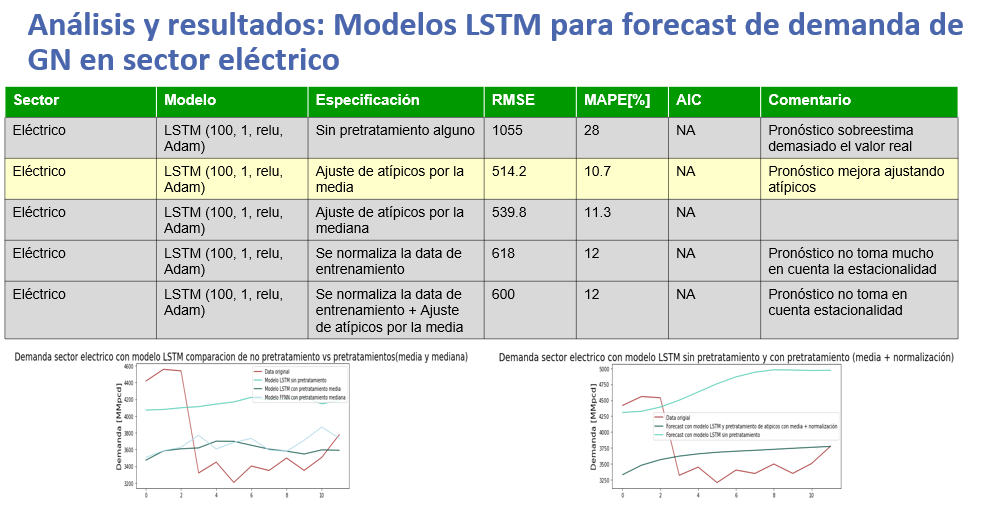 Análisis y resultados: Modelos LSTM para forecast de demanda de
GN en sector eléctrico
Sector Modelo Especificación RMSE MAPE[%] AIC Comentario
Eléctrico LSTM (100, 1, relu, Sin pretratamiento alguno 1055 28 NA Pronóstico sobreestima
Adam) demasiado el valor real
Eléctrico LSTM (100, 1, relu, Ajuste de atípicos por la 514.2 10.7 NA Pronóstico mejora ajustando
Adam) media atípicos
Eléctrico LSTM (100, 1, relu, Ajuste de atípicos por la 539.8 11.3 NA
Adam) mediana
Eléctrico LSTM (100, 1, relu, Se normaliza la data de 618 12 NA Pronóstico no toma mucho
Adam) entrenamiento en cuenta la estacionalidad
Eléctrico LSTM (100, 1, relu, Se normaliza la data de 600 12 NA Pronóstico no toma en
Adam) entrenamiento + Ajuste cuenta estacionalidad
de atípicos por la media
Demanda sector electrico con modelo LSTM comparacion de no pretratamiento vs pretratamientos(media y mediana)
Demanda [MMpcd]
4600
4400
4200
4000
3800
3600
3400
3200
Data original
Modelo LSTM sin pretratamiento
Modelo LSTM con pretratamiento media
Modelo FFNN con pretratamiento mediana
0 2 4 6 8 10
Demanda sector electrico con modelo LSTM sin pretratamiento y con pretratamiento (media + normalización)
Demanda [MMpcd]
5000
4750
4500
4250
4000
3750
3500
3250
Data origial
Forecast con modelo LSTM y pretratamiento de atipicos con media + normalización
Forecast con modelo LSTM sin pretratamiento
0 2 4 6 8 10